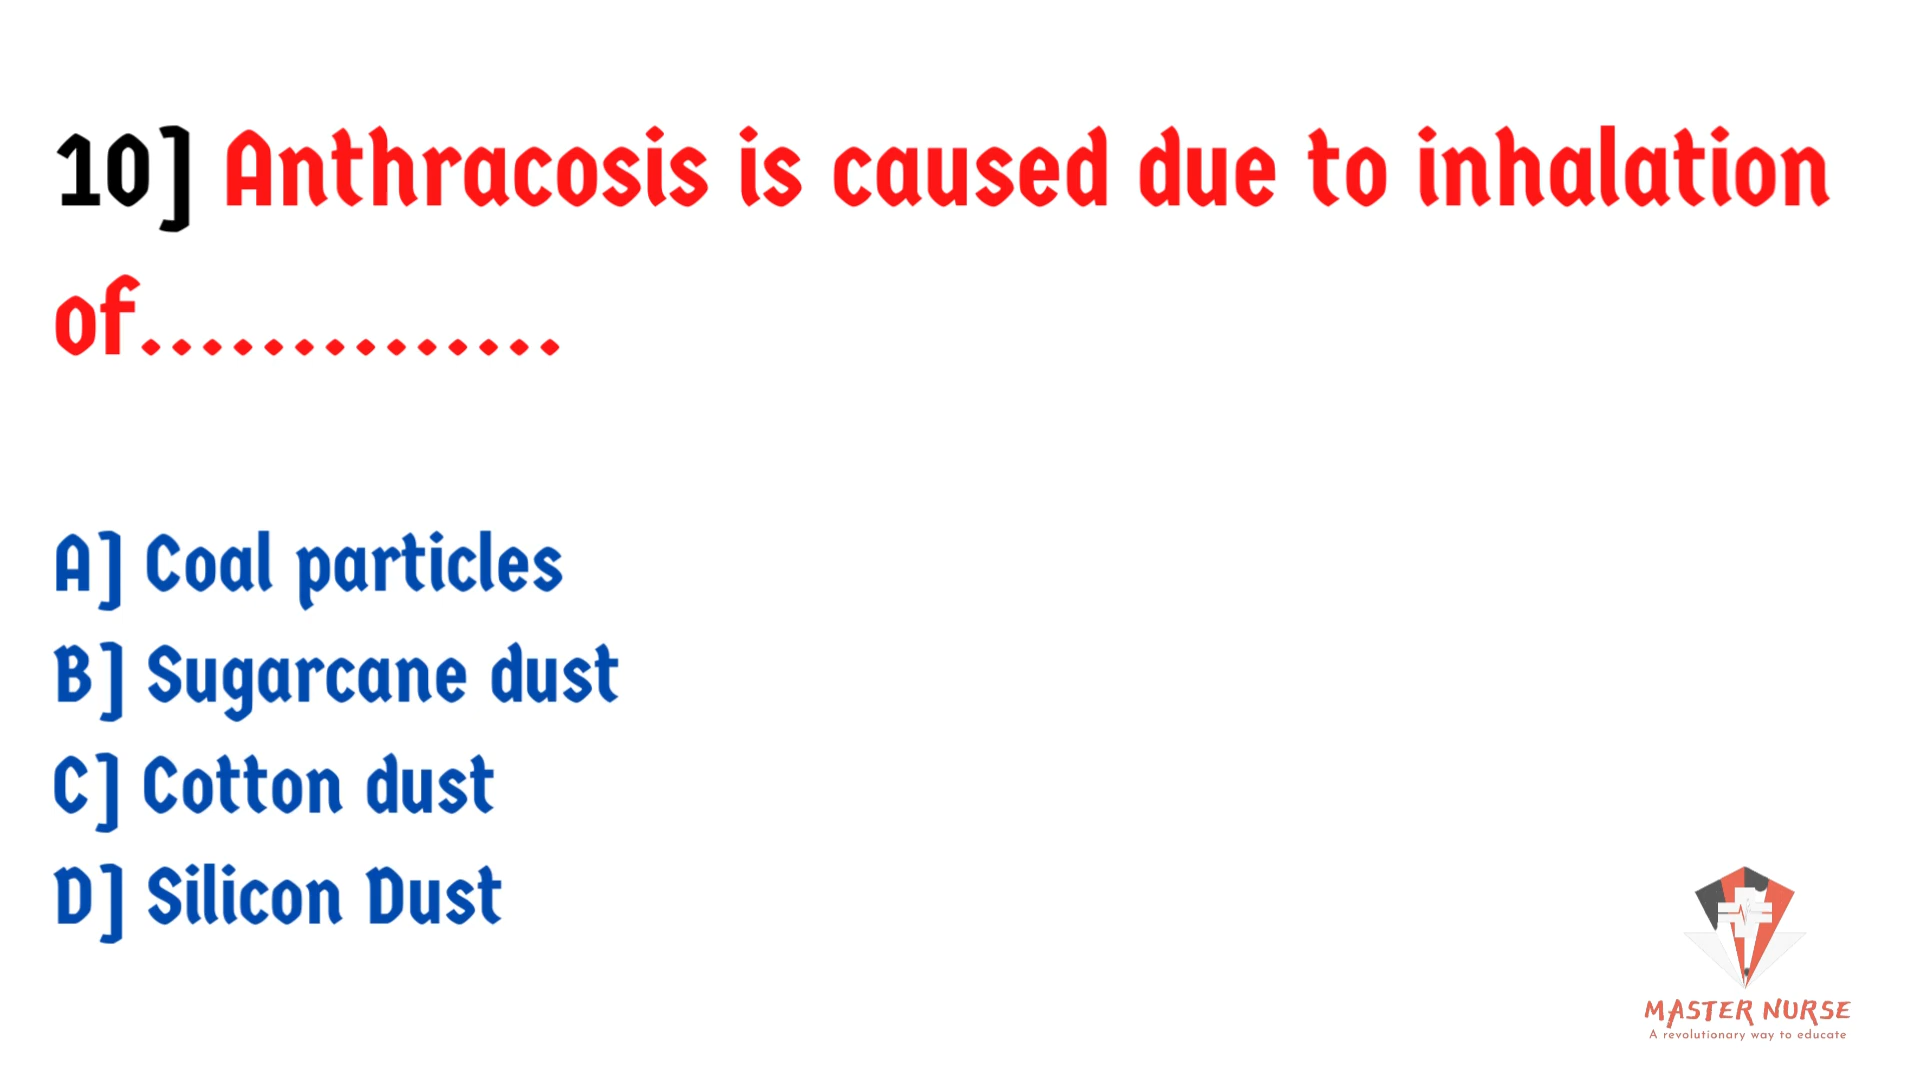 10] Anthracosis is caused due to inhalation
of..............
A] Coal particles
B] Sugarcane dust
C] Cotton dust
D] Silicon Dust
MASTER NURSE
A revolutionary way to educate